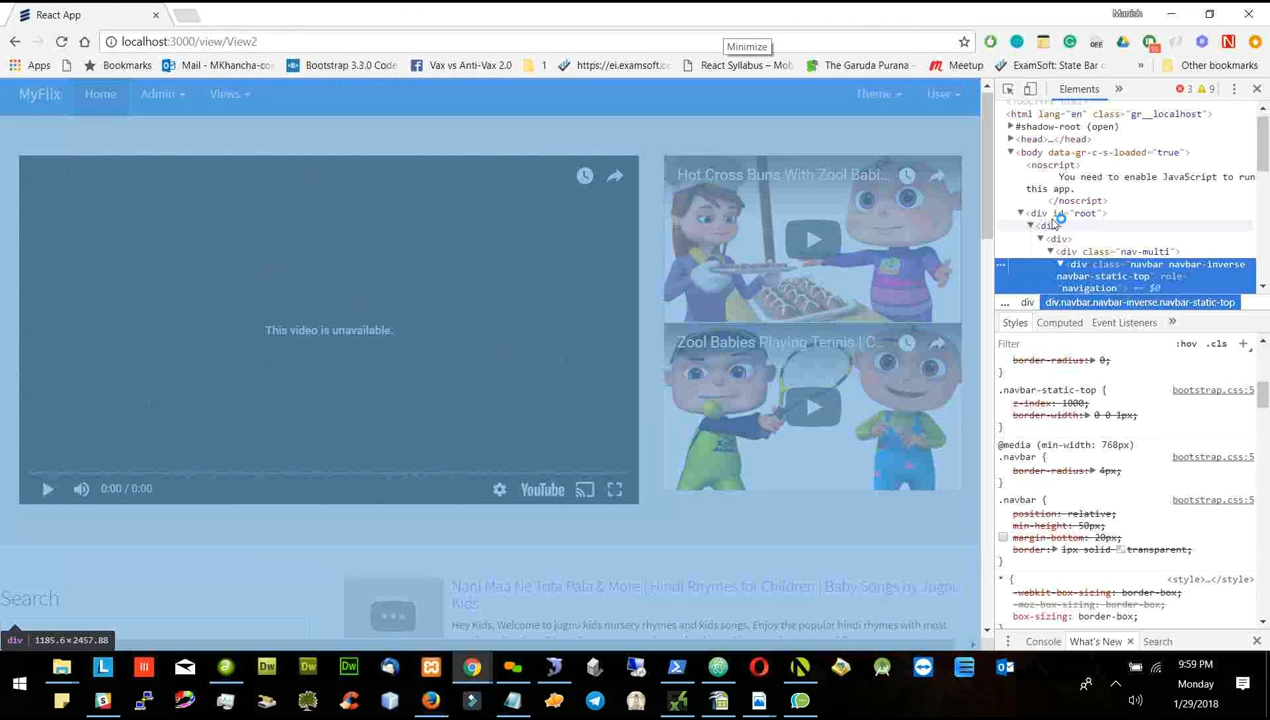 React App
Manish
localhost:3000/view/View2
Minimize
Apps
Bookmarks
Mail - MKhancha-co
Bootstrap 3.3.0 Code
Vax vs Anti-Vax 2.0
1
https://ei.examsoft.c
React Syllabus – Mob
The Garuda Purana -
Meetup
ExamSoft: State Bar
»
Other bookmarks
MyFlix
Home
Admin
Views
Theme
User
Hot Cross Buns With Zool Babi...
This video is unavailable.
0:00 / 0:00
YouTube
Zool Babies Playing Tennis | C...
Search
Nani Maa Ne Tota Pala & More | Hindi Rhymes for Children | Baby Songs by Jugnu
Kids
Hey Kids, Welcome to jugnu kids nursery rhymes and kids songs. Enjoy the popular hindi rhymes with most
div | 1185.6×2457.88
Elements
»
3
9
<!doctype html>
<html lang="en" class="gr__localhost">
#shadow-root (open)
<head>…</head>
<body data-gr-c-s-loaded="true">
<noscript>
You need to enable JavaScript to run
this app.
</noscript>
<div id="root">
<div>
<div>
<div class="nav-multi">
<div class="navbar navbar-inverse
navbar-static-top" role=
"navigation"> == $0
...
div
div.navbar.navbar-inverse.navbar-static-top
Styles
Computed
Event Listeners
»
Filter
:hov
.cls
+
border-radius: 0;
}
.navbar-static-top {
bootstrap.css:5
z-index: 1000;
border-width: 0 0 1px;
}
@media (min-width: 768px)
.navbar {
bootstrap.css:5
border-radius: 4px;
}
.navbar {
bootstrap.css:5
position: relative;
min-height: 50px;
margin-bottom: 20px;
border: 1px solid transparent;
}
* {
<style>…</style>
-webkit-box-sizing: border-box;
-moz-box-sizing: border-box;
box-sizing: border-box;
}
Console
What's New
Search
9:59 PM
Monday
1/29/2018